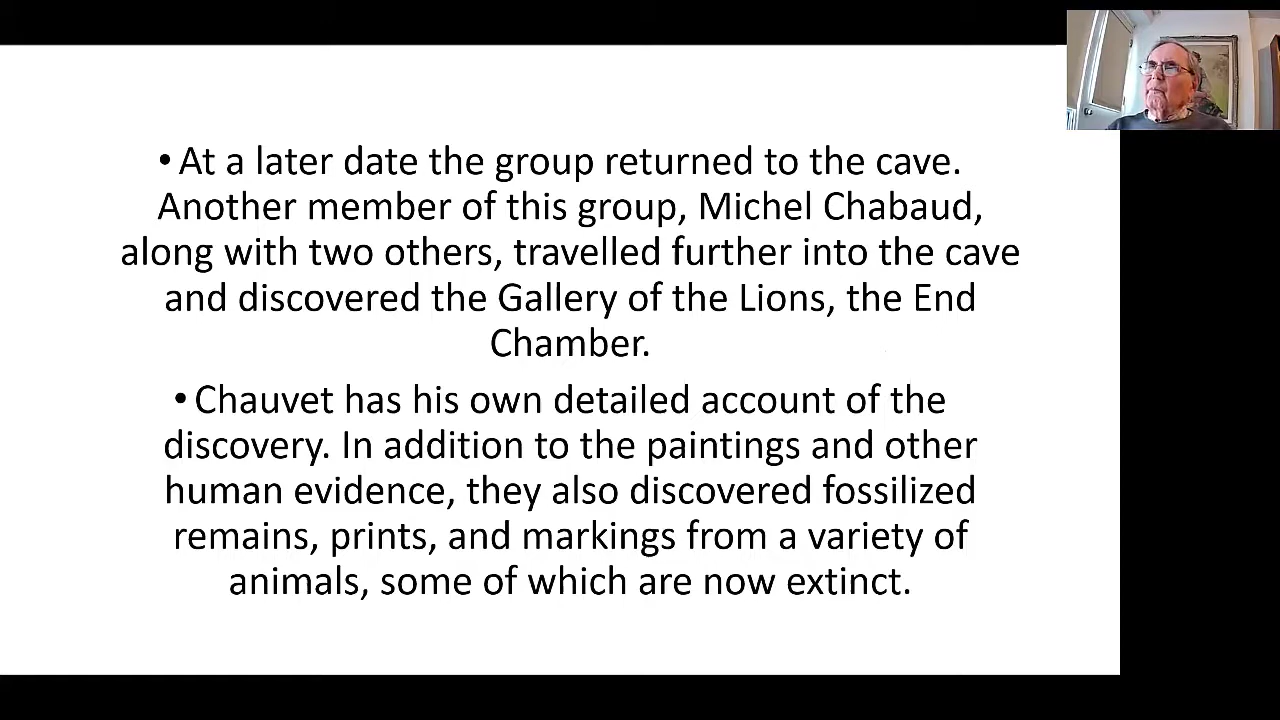 • At a later date the group returned to the cave.
Another member of this group, Michel Chabaud,
along with two others, travelled further into the cave
and discovered the Gallery of the Lions, the End
Chamber.
• Chauvet has his own detailed account of the
discovery. In addition to the paintings and other
human evidence, they also discovered fossilized
remains, prints, and markings from a variety of
animals, some of which are now extinct.